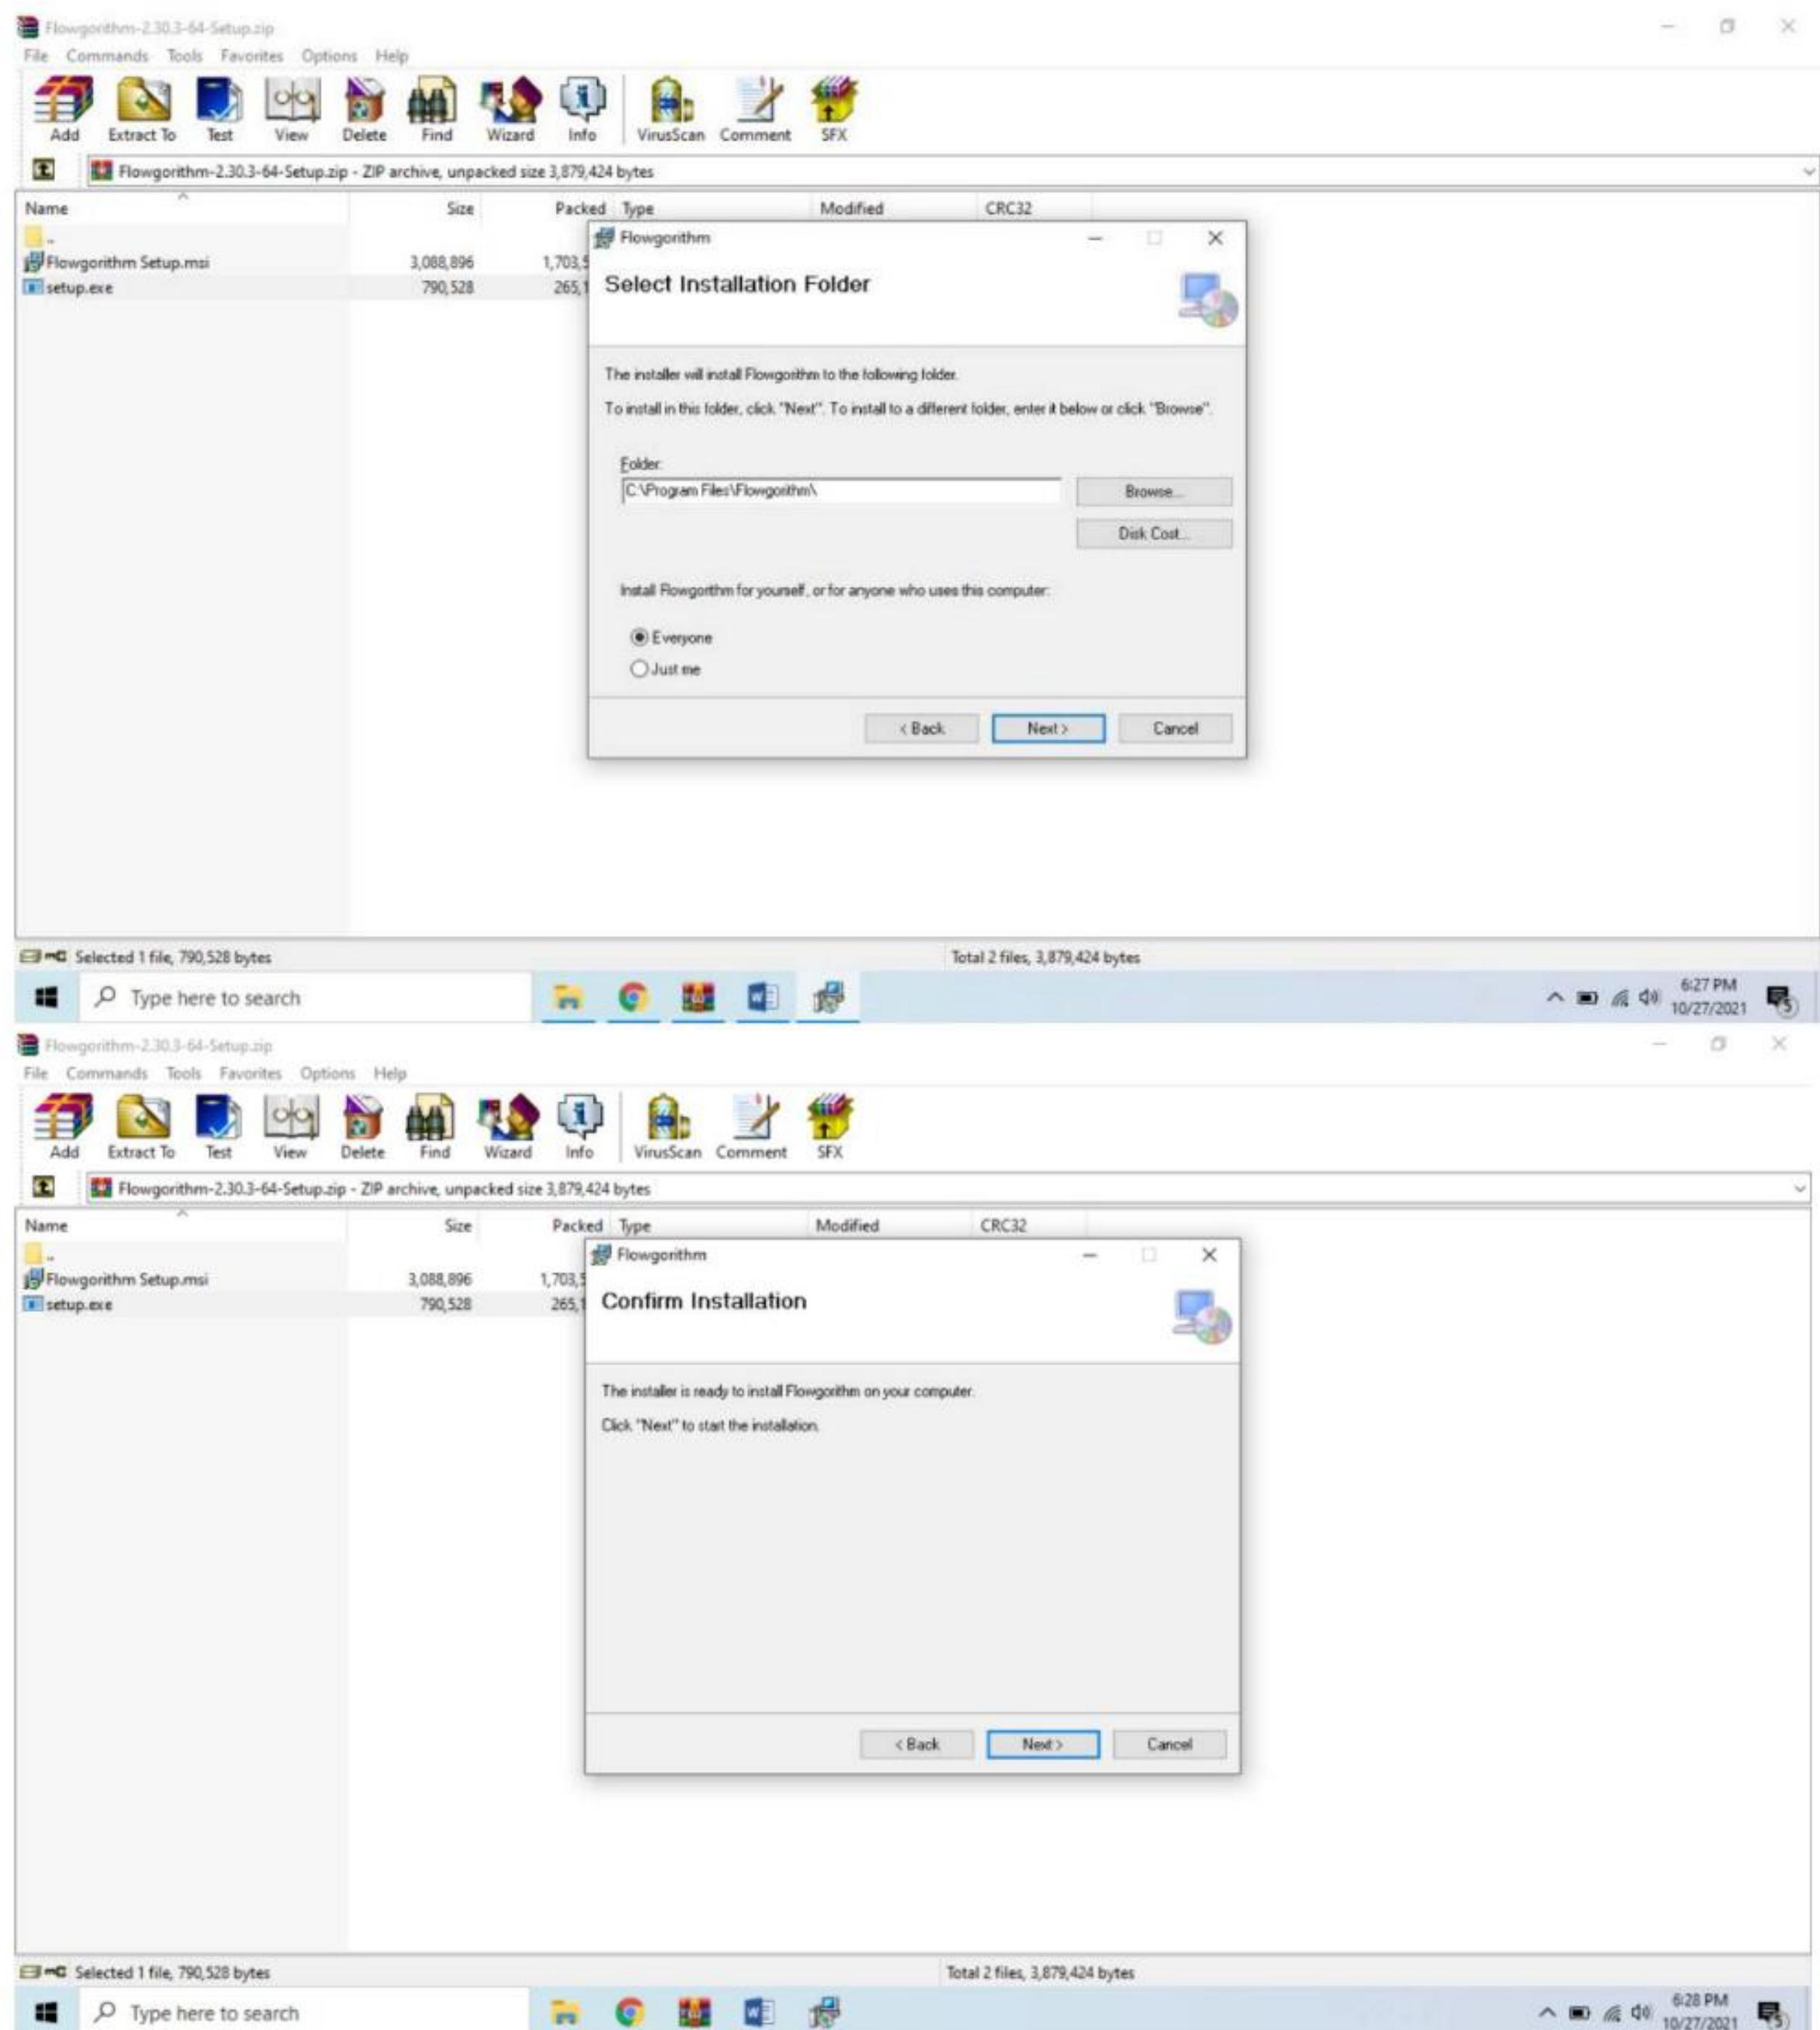 Flowgorithm-2.30.3-64-Setup.zip
File Commands Tools Favorites Options Help
Add Extract To Test View Delete Find Wizard Info VirusScan Comment SFX
Flowgorithm-2.30.3-64-Setup.zip - ZIP archive, unpacked size 3,879,424 bytes
Name Size Packed Type Modified CRC32
..
Flowgorithm Setup.msi 3,088,896 1,703,5
setup.exe 790,528 265,1
Flowgorithm
Select Installation Folder
The installer will install Flowgorithm to the following folder.
To install in this folder, click "Next". To install to a different folder, enter it below or click "Browse".
Folder:
C:\Program Files\Flowgorithm\
Browse...
Disk Cost...
Install Flowgorithm for yourself, or for anyone who uses this computer:
Everyone
Just me
< Back Next > Cancel
Selected 1 file, 790,528 bytes Total 2 files, 3,879,424 bytes
Type here to search
6:27 PM
10/27/2021
5
Flowgorithm-2.30.3-64-Setup.zip
File Commands Tools Favorites Options Help
Add Extract To Test View Delete Find Wizard Info VirusScan Comment SFX
Flowgorithm-2.30.3-64-Setup.zip - ZIP archive, unpacked size 3,879,424 bytes
Name Size Packed Type Modified CRC32
..
Flowgorithm Setup.msi 3,088,896 1,703,5
setup.exe 790,528 265,1
Flowgorithm
Confirm Installation
The installer is ready to install Flowgorithm on your computer.
Click "Next" to start the installation.
< Back Next > Cancel
Selected 1 file, 790,528 bytes Total 2 files, 3,879,424 bytes
Type here to search
6:28 PM
10/27/2021
5